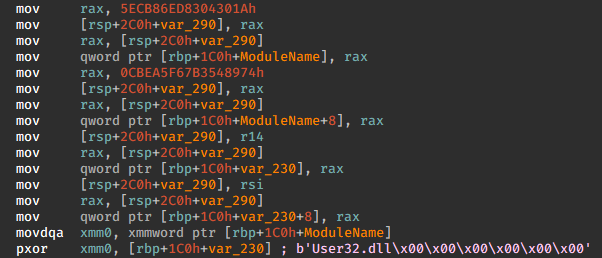 mov rax, 5ECB86ED8304301Ah
mov [rsp+2C0h+var_290], rax
mov rax, [rsp+2C0h+var_290]
mov qword ptr [rbp+1C0h+ModuleName], rax
mov rax, 0CBEA5F67B3548974h
mov [rsp+2C0h+var_290], rax
mov rax, [rsp+2C0h+var_290]
mov qword ptr [rbp+1C0h+ModuleName+8], rax
mov [rsp+2C0h+var_290], r14
mov rax, [rsp+2C0h+var_290]
mov qword ptr [rbp+1C0h+var_230], rax
mov [rsp+2C0h+var_290], rsi
mov rax, [rsp+2C0h+var_290]
mov qword ptr [rbp+1C0h+var_230+8], rax
movdqa xmm0, xmmword ptr [rbp+1C0h+ModuleName]
pxor xmm0, [rbp+1C0h+var_230] ; b'User32.dll\x00\x00\x00\x00\x00\x00'